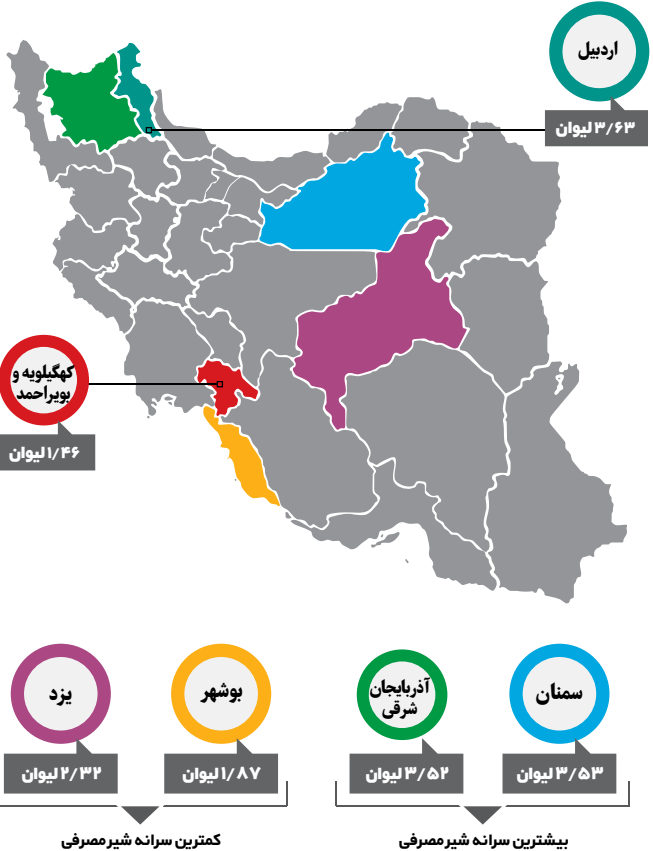 اردبیل
۳/۶۳ لیوان
کهگیلویه و
بویراحمد
۱/۴۶ لیوان
سمنان
۳/۵۳ لیوان
آذربایجان
شرقی
۳/۵۲ لیوان
بوشهر
۱/۸۷ لیوان
یزد
۲/۳۲ لیوان
بیشترین سرانه شیر مصرفی
کمترین سرانه شیر مصرفی